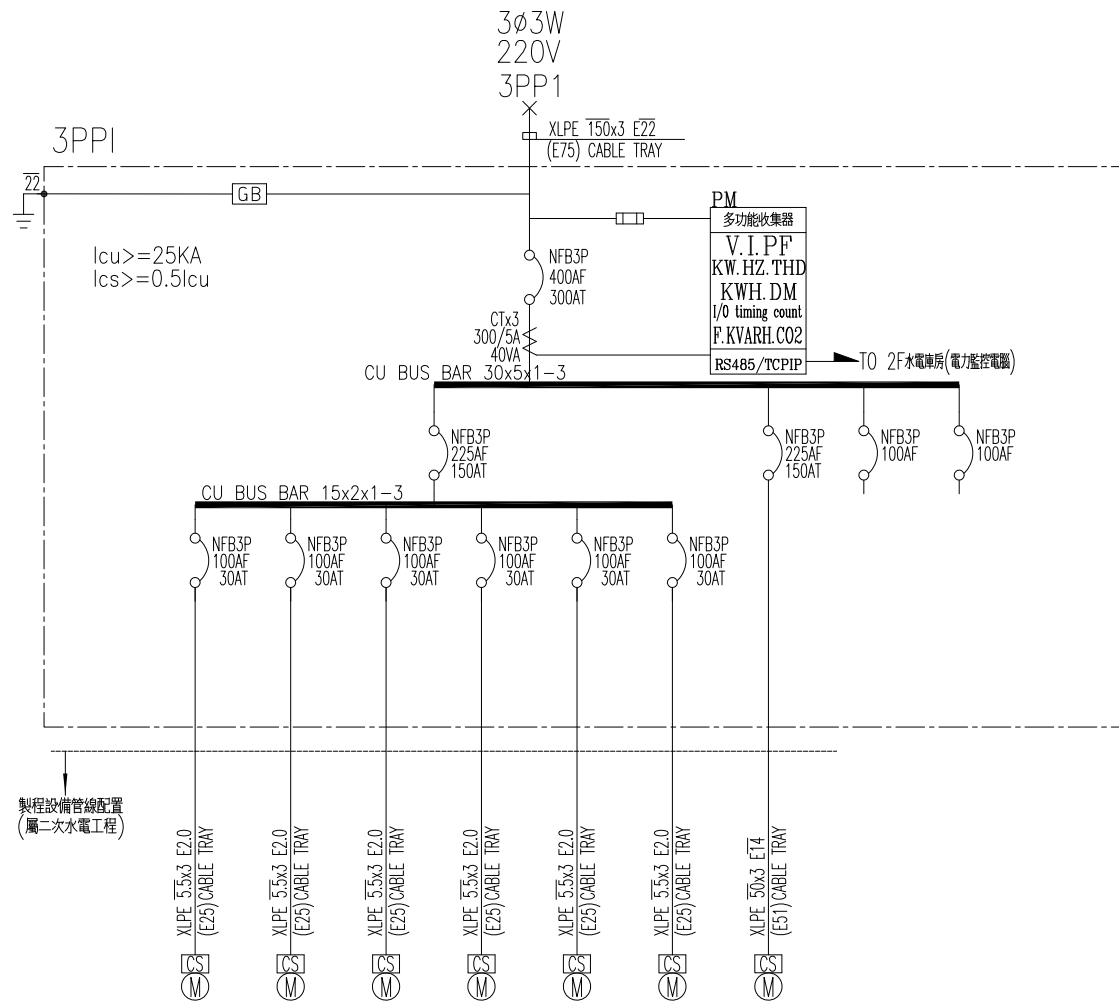 3ø3W
220V
3PP1
XLPE 150x3 E22
(E75) CABLE TRAY
3PP1
22
GB
PM
多功能收集器
V.I.PF
KW.HZ.THD
KWH.DM
I/O timing count
F.KVARH.CO2
RS485/TCPIP
TO 2F水電庫房(電力監控電腦)
Icu>=25KA
Ics>=0.5Icu
NFB3P
400AF
300AT
CTx3
300/5A
40VA
CU BUS BAR 30x5x1-3
NFB3P
225AF
150AT
NFB3P
225AF
150AT
NFB3P
100AF
NFB3P
100AF
CU BUS BAR 15x2x1-3
NFB3P
100AF
30AT
NFB3P
100AF
30AT
NFB3P
100AF
30AT
NFB3P
100AF
30AT
NFB3P
100AF
30AT
NFB3P
100AF
30AT
製程設備管線配置
(屬二次水電工程)
XLPE 5.5x3 E2.0
(E25)CABLE TRAY
XLPE 5.5x3 E2.0
(E25)CABLE TRAY
XLPE 5.5x3 E2.0
(E25)CABLE TRAY
XLPE 5.5x3 E2.0
(E25)CABLE TRAY
XLPE 5.5x3 E2.0
(E25)CABLE TRAY
XLPE 5.5x3 E2.0
(E25)CABLE TRAY
XLPE 50x3 E14
(E51)CABLE TRAY
CS
M
CS
M
CS
M
CS
M
CS
M
CS
M
CS
M